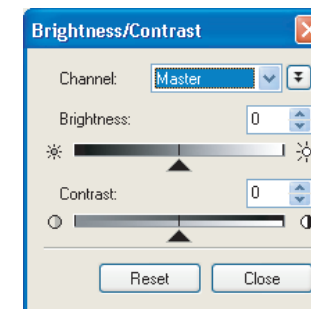 Brightness/Contrast
Channel: Master
Brightness: 0
Contrast: 0
Reset Close